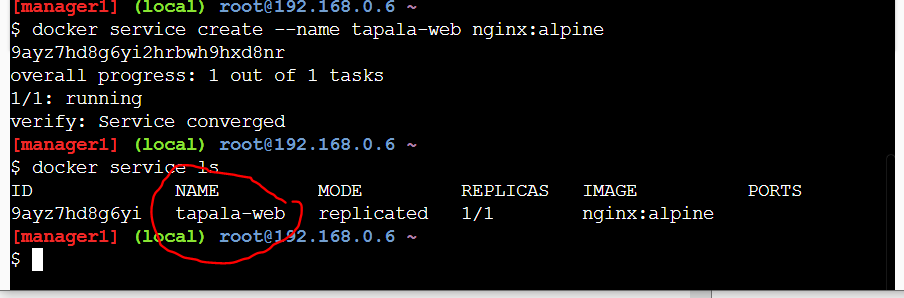 [manager1] (local) root@192.168.0.6 ~
$ docker service create --name tapala-web nginx:alpine
9ayz7hd8g6yi2hrbwh9hxd8nr
overall progress: 1 out of 1 tasks
1/1: running
verify: Service converged
[manager1] (local) root@192.168.0.6 ~
$ docker service ls
ID NAME MODE REPLICAS IMAGE PORTS
9ayz7hd8g6yi tapala-web replicated 1/1 nginx:alpine
[manager1] (local) root@192.168.0.6 ~
$